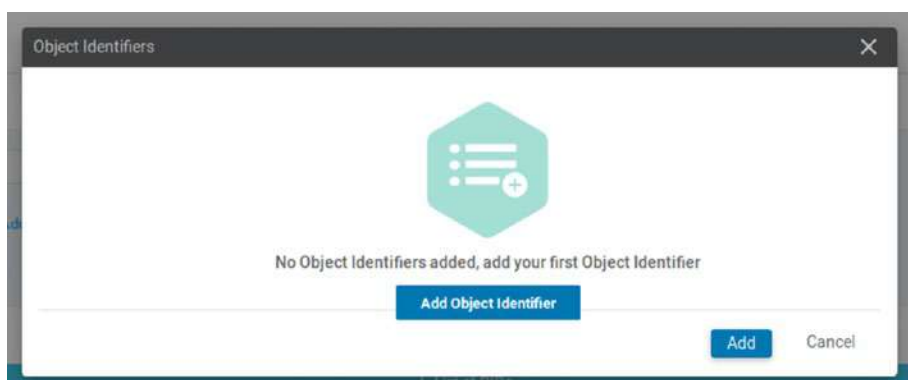 Object Identifiers
No Object Identifiers added, add your first Object Identifier
Add Object Identifier
Add
Cancel